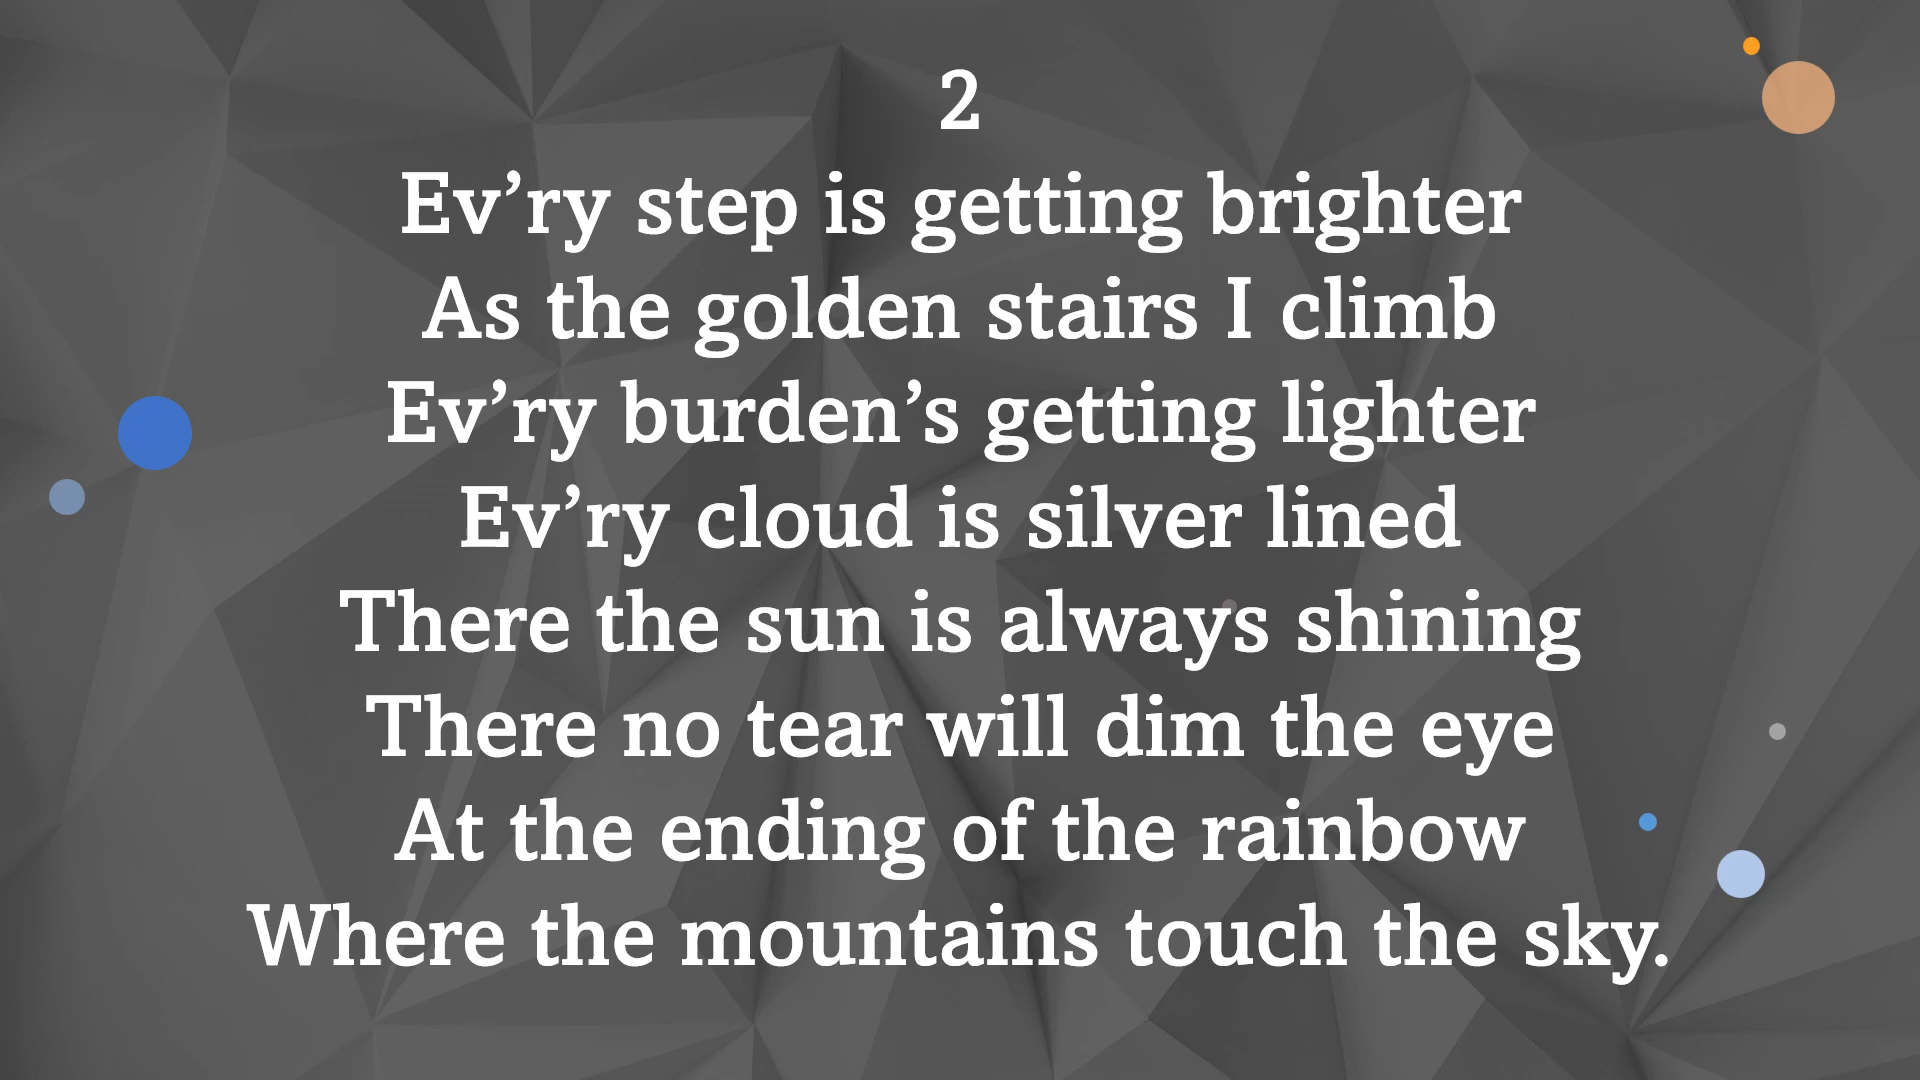 2
Ev’ry step is getting brighter
As the golden stairs I climb
Ev’ry burden’s getting lighter
Ev’ry cloud is silver lined
There the sun is always shining
There no tear will dim the eye
At the ending of the rainbow
Where the mountains touch the sky.